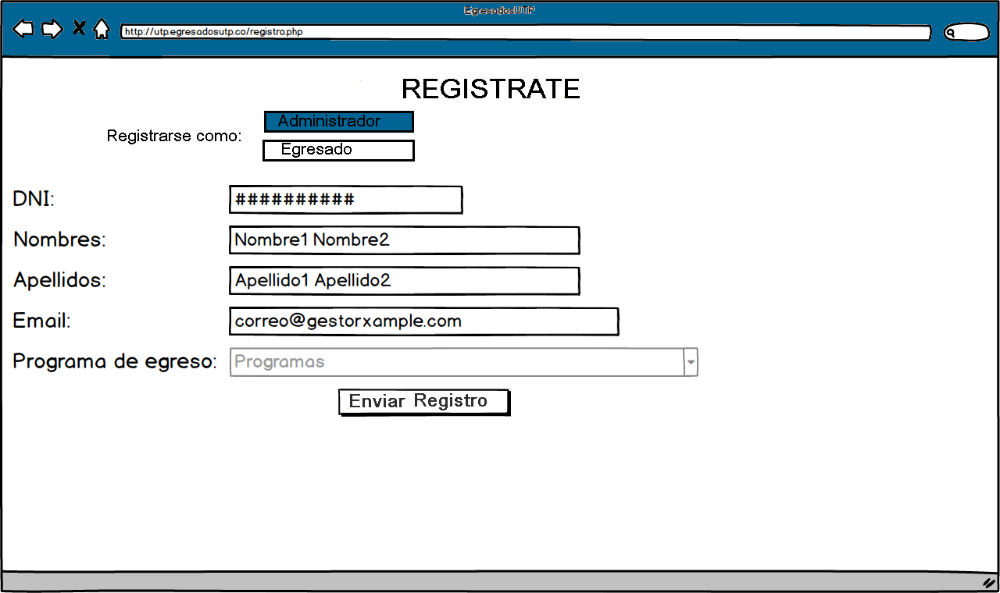 EgresadosUTP
http://utp.egresadosutp.co/registro.php
REGISTRATE
Registrarse como:
Administrador
Egresado
DNI: ##########
Nombres: Nombre1 Nombre2
Apellidos: Apellido1 Apellido2
Email: correo@gestorxample.com
Programa de egreso: Programas
Enviar Registro